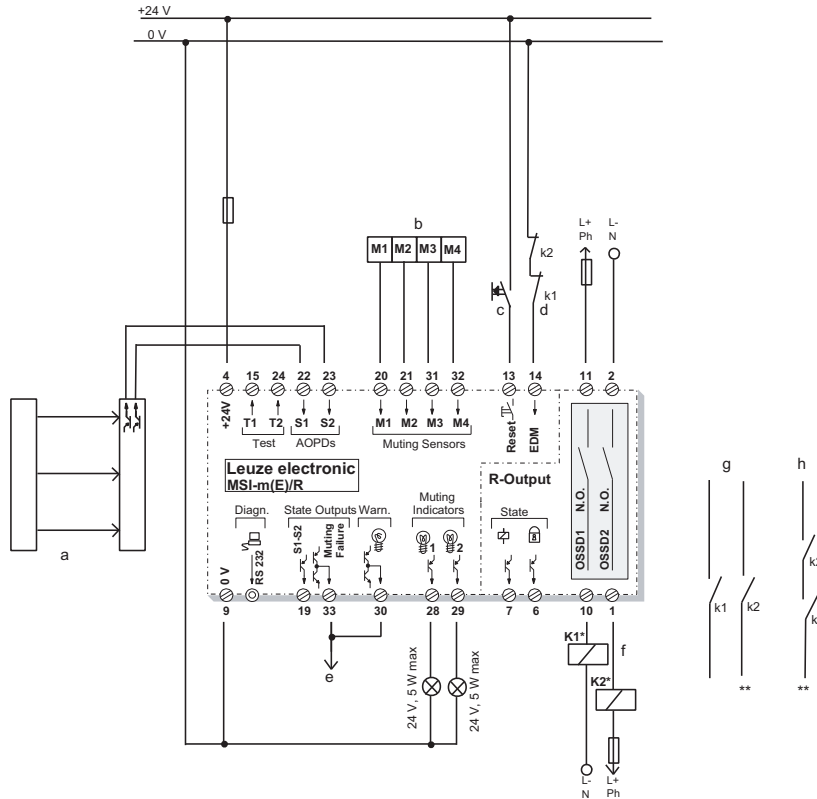 +24 V
0 V
b
L+ L-
Ph N
M1 M2 M3 M4
k2
k1
c d
4 15 24 22 23 20 21 31 32 13 14 11 2
+24V
T1 T2 S1 S2 M1 M2 M3 M4
Test AOPDs Muting Sensors
Reset
EDM
Leuze electronic
MSI-m(E)/R
R-Output
OSSD1 N.O.
OSSD2 N.O.
g h
a
Diagn. State Outputs Warn. Muting
Indicators
State
RS 232
S1-S2
Muting
Failure
1 2
0 V
k1 k2
k2
k
9 19 33 30 28 29 7 6 10 1
K1*
f
e
24 V, 5 W max
24 V, 5 W max
K2*
** **
L- L+
N Ph